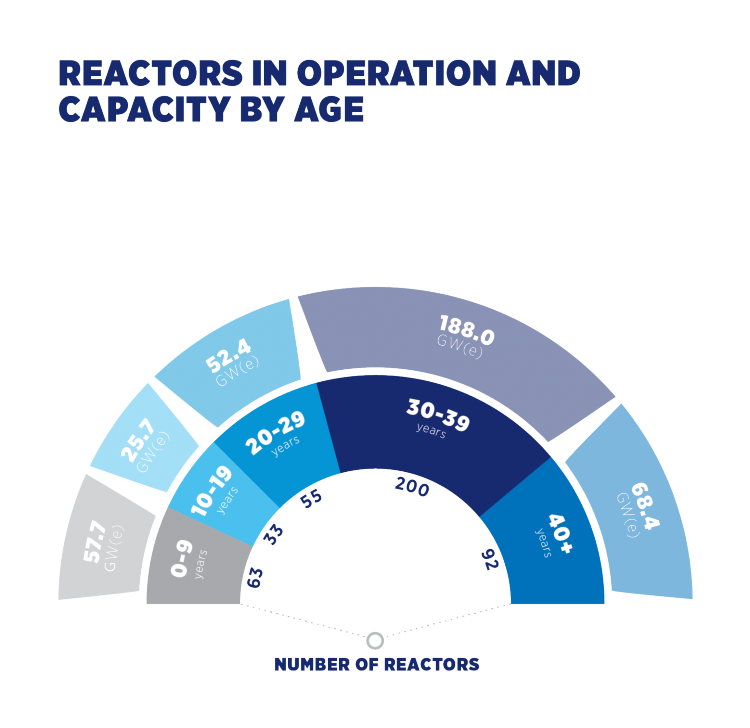 REACTORS IN OPERATION AND
CAPACITY BY AGE
57.7
GW(e)
25.7
GW(e)
52.4
GW(e)
188.0
GW(e)
68.4
GW(e)
0-9
years
10-19
years
20-29
years
30-39
years
40+
years
63
33
55
200
92
NUMBER OF REACTORS